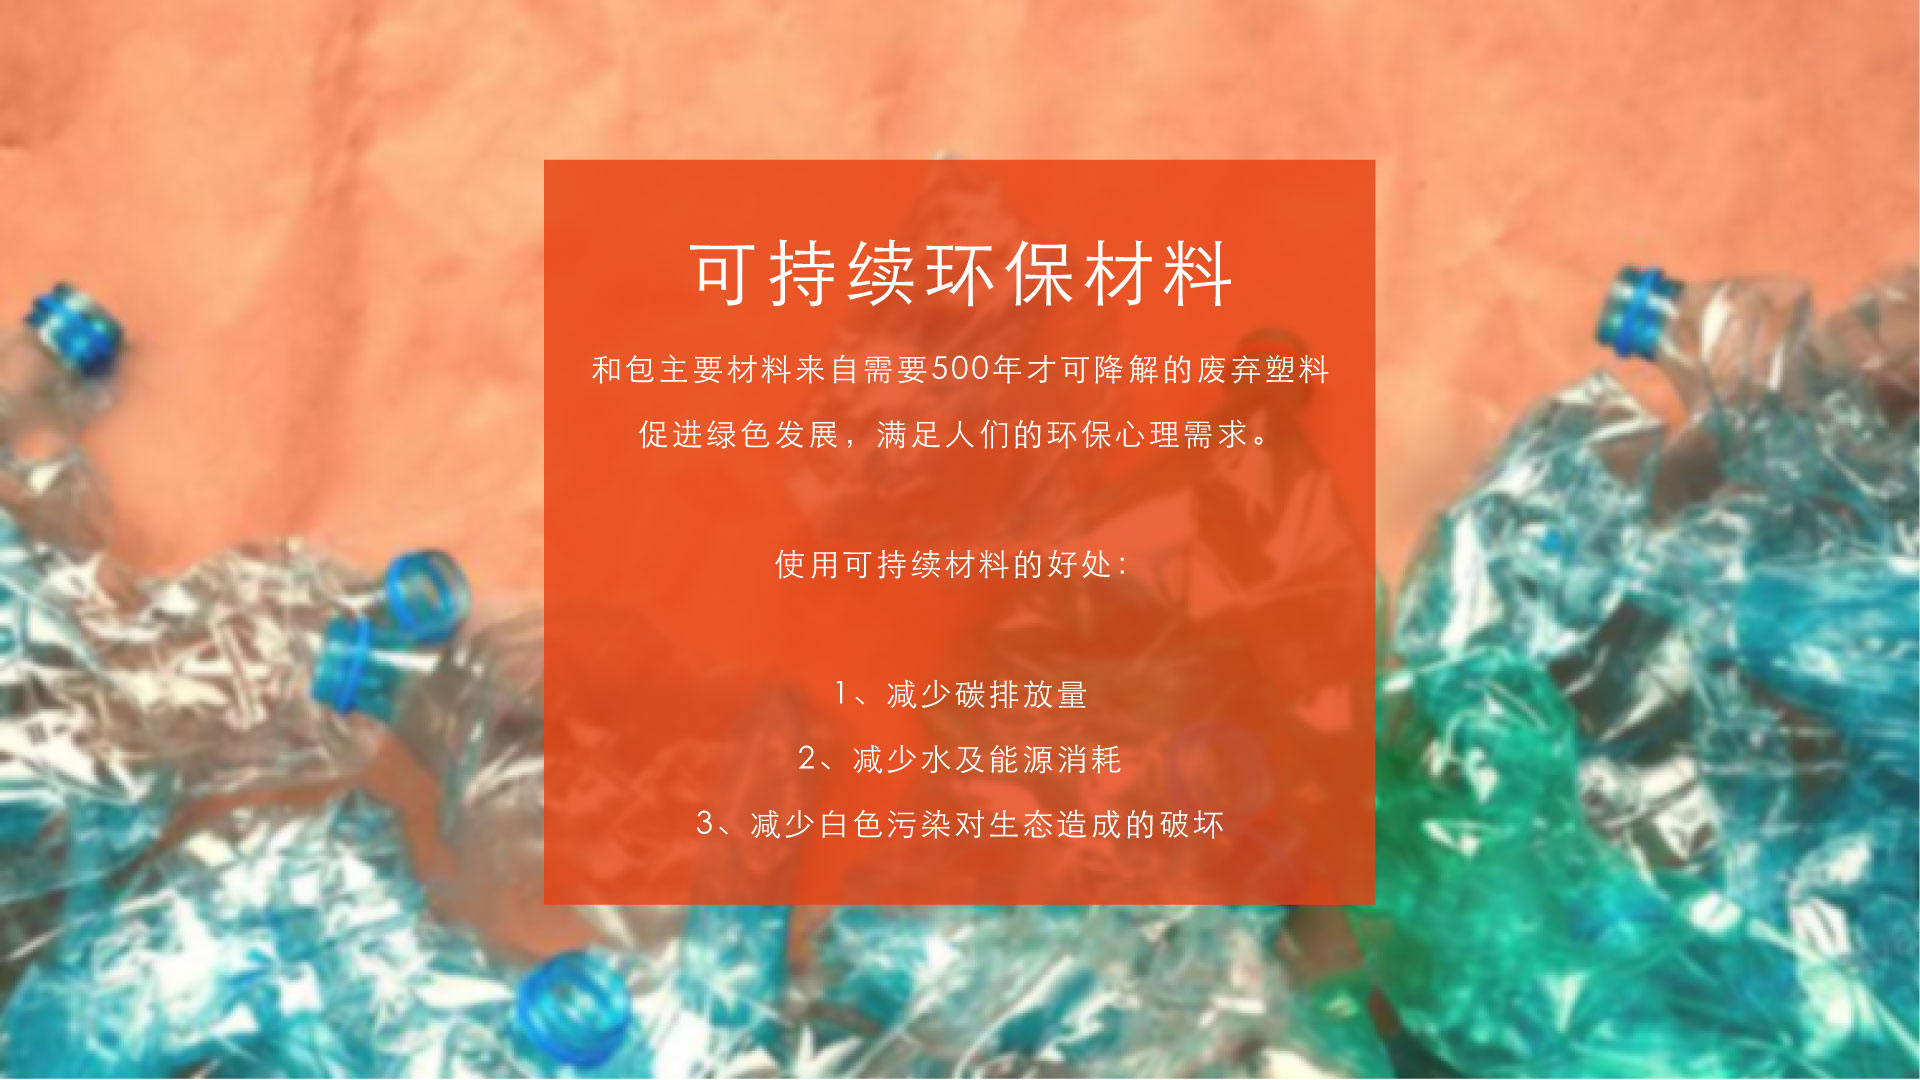 可持续环保材料
和包主要材料来自需要500年才可降解的废弃塑料
促进绿色发展，满足人们的环保心理需求。
使用可持续材料的好处：
1、减少碳排放量
2、减少水及能源消耗
3、减少白色污染对生态造成的破坏